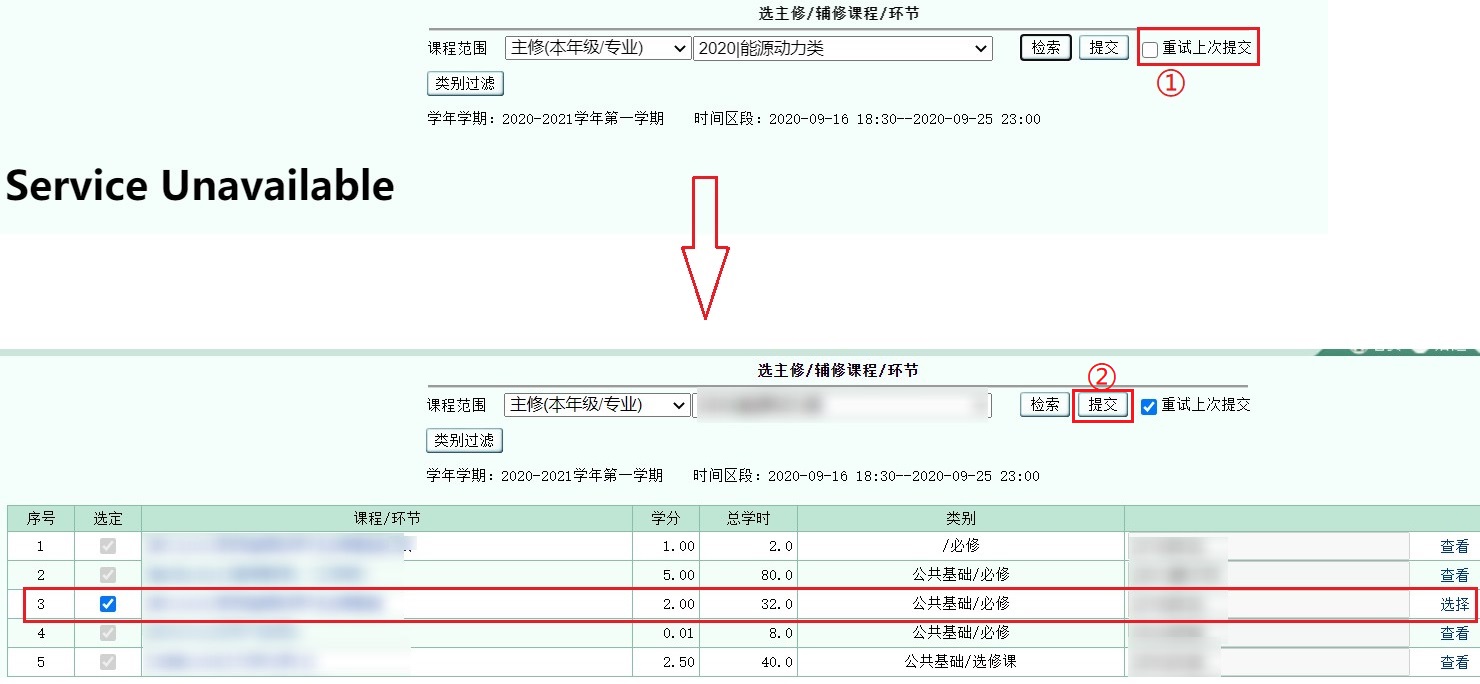 选主修/辅修课程/环节
课程范围 主修(本年级/专业) 2020|能源动力类 检索 提交 重试上次提交
①
类别过滤
学年学期：2020-2021学年第一学期 时间区段：2020-09-16 18:30--2020-09-25 23:00
Service Unavailable
选主修/辅修课程/环节
②
课程范围 主修(本年级/专业) 检索 提交 重试上次提交
类别过滤
学年学期：2020-2021学年第一学期 时间区段：2020-09-16 18:30--2020-09-25 23:00
序号 选定 课程/环节 学分 总学时 类别
1 1.00 2.0 /必修 查看
2 5.00 80.0 公共基础/必修 查看
3 2.00 32.0 公共基础/必修 选择
4 0.01 8.0 公共基础/必修 查看
5 2.50 40.0 公共基础/选修课 查看